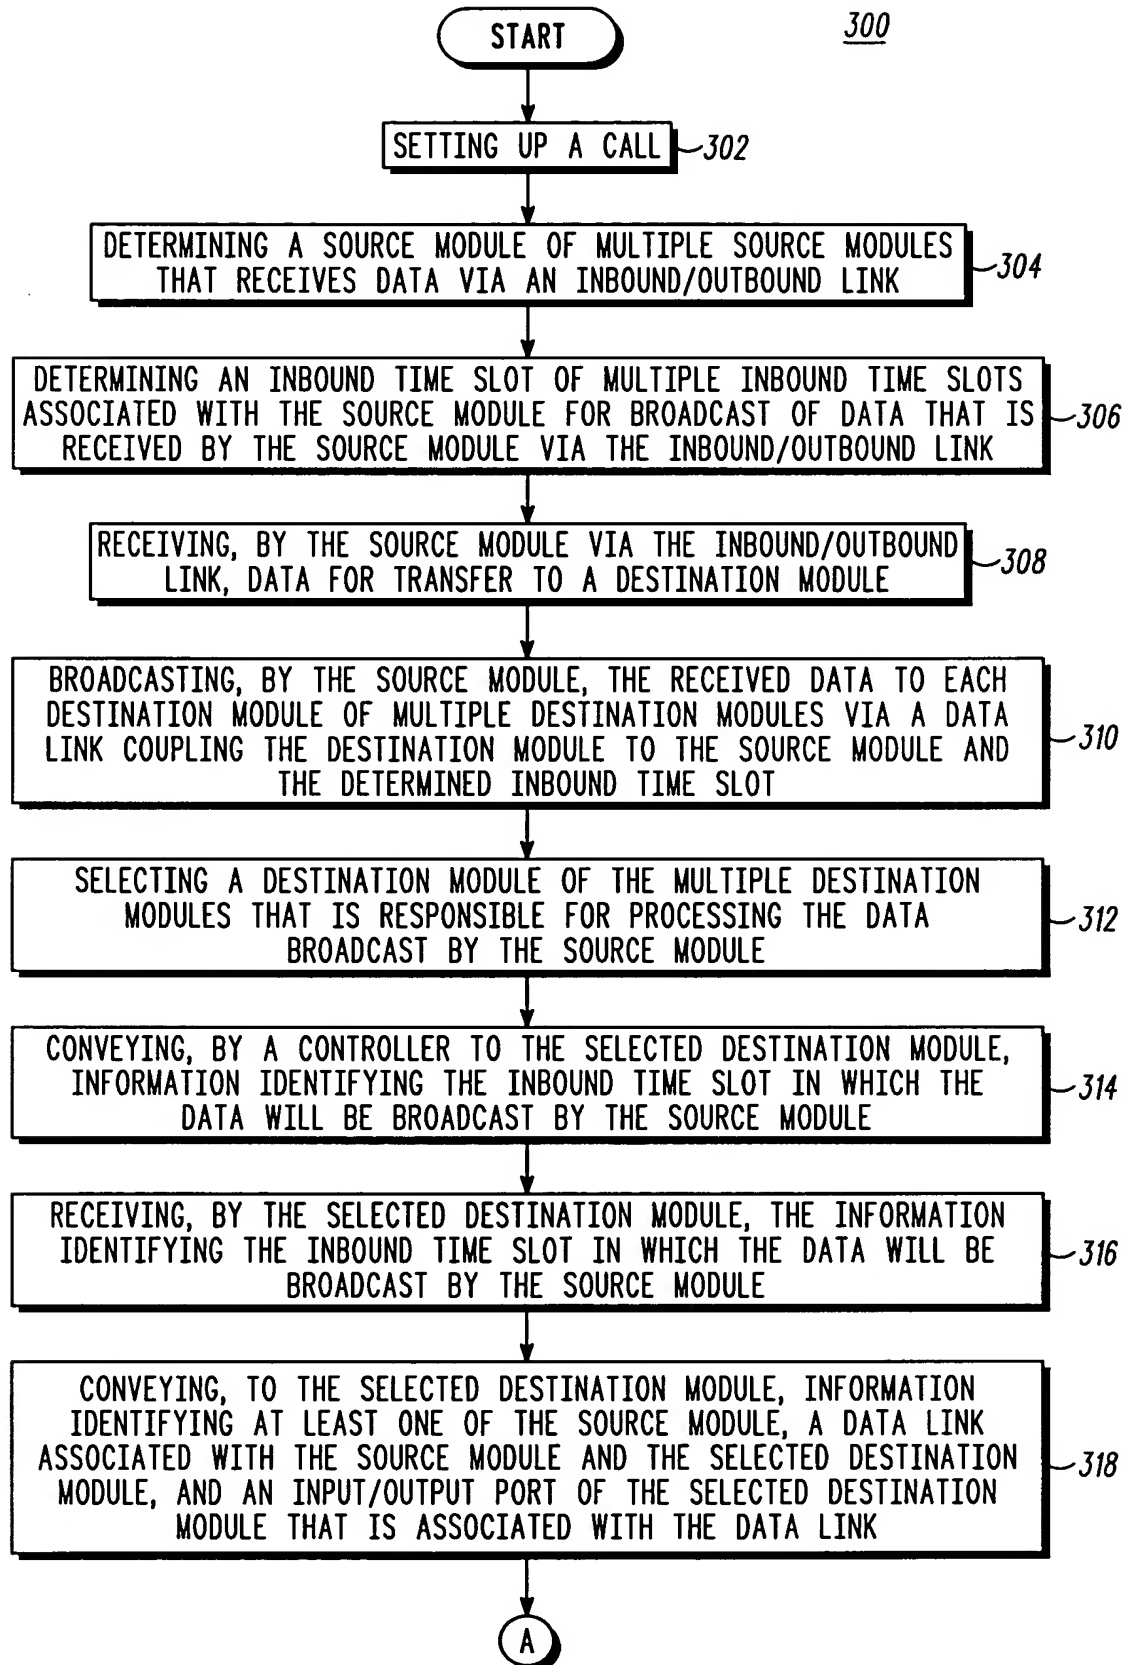 START
300
SETTING UP A CALL
302
DETERMINING A SOURCE MODULE OF MULTIPLE SOURCE MODULES
THAT RECEIVES DATA VIA AN INBOUND/OUTBOUND LINK
304
DETERMINING AN INBOUND TIME SLOT OF MULTIPLE INBOUND TIME SLOTS
ASSOCIATED WITH THE SOURCE MODULE FOR BROADCAST OF DATA THAT IS
RECEIVED BY THE SOURCE MODULE VIA THE INBOUND/OUTBOUND LINK
306
RECEIVING, BY THE SOURCE MODULE VIA THE INBOUND/OUTBOUND
LINK, DATA FOR TRANSFER TO A DESTINATION MODULE
308
BROADCASTING, BY THE SOURCE MODULE, THE RECEIVED DATA TO EACH
DESTINATION MODULE OF MULTIPLE DESTINATION MODULES VIA A DATA
LINK COUPLING THE DESTINATION MODULE TO THE SOURCE MODULE AND
THE DETERMINED INBOUND TIME SLOT
310
SELECTING A DESTINATION MODULE OF THE MULTIPLE DESTINATION
MODULES THAT IS RESPONSIBLE FOR PROCESSING THE DATA
BROADCAST BY THE SOURCE MODULE
312
CONVEYING, BY A CONTROLLER TO THE SELECTED DESTINATION MODULE,
INFORMATION IDENTIFYING THE INBOUND TIME SLOT IN WHICH THE
DATA WILL BE BROADCAST BY THE SOURCE MODULE
314
RECEIVING, BY THE SELECTED DESTINATION MODULE, THE INFORMATION
IDENTIFYING THE INBOUND TIME SLOT IN WHICH THE DATA WILL BE
BROADCAST BY THE SOURCE MODULE
316
CONVEYING, TO THE SELECTED DESTINATION MODULE, INFORMATION
IDENTIFYING AT LEAST ONE OF THE SOURCE MODULE, A DATA LINK
ASSOCIATED WITH THE SOURCE MODULE AND THE SELECTED DESTINATION
MODULE, AND AN INPUT/OUTPUT PORT OF THE SELECTED DESTINATION
MODULE THAT IS ASSOCIATED WITH THE DATA LINK
318
A